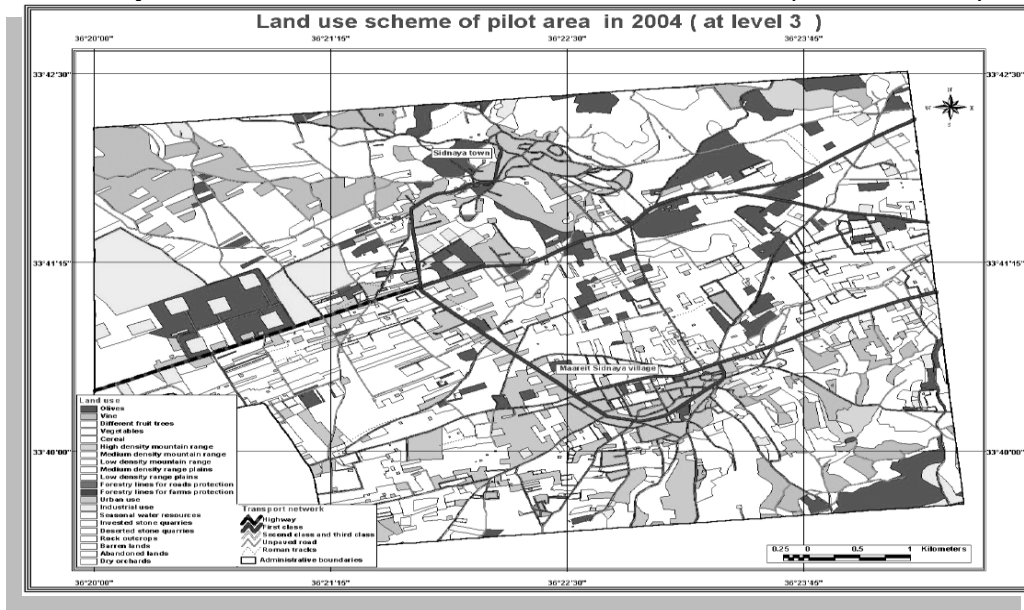 Land use scheme of pilot area in 2004 ( at level 3 )
36°20'00" 36°21'15" 36°22'30" 36°23'45"
33°42'30" 33°42'30"
N
W E
S
Sidnaya town
33°41'15" 33°41'15"
Maareit Sidnaya village
33°40'00" 33°40'00"
Land use
Olives
Vine
Different fruit trees
Vegetables
Cereal
High density mountain range
Medium density mountain range
Low density mountain range
Medium density range plains
Low density range plains
Forestry lines for roads protection
Forestry lines for farms protection
Urban use
Industrial use
Seasonal water resources
Invested stone quarries
Deserted stone quarries
Rock outcrops
Barren lands
Abandoned lands
Dry orchards
Transport network
Highway
First class
Second class and third class
Unpaved road
Roman tracks
Administrative boundaries
0.25 0 0.5 1 Kilometers
36°20'00" 36°21'15" 36°22'30" 36°23'45"